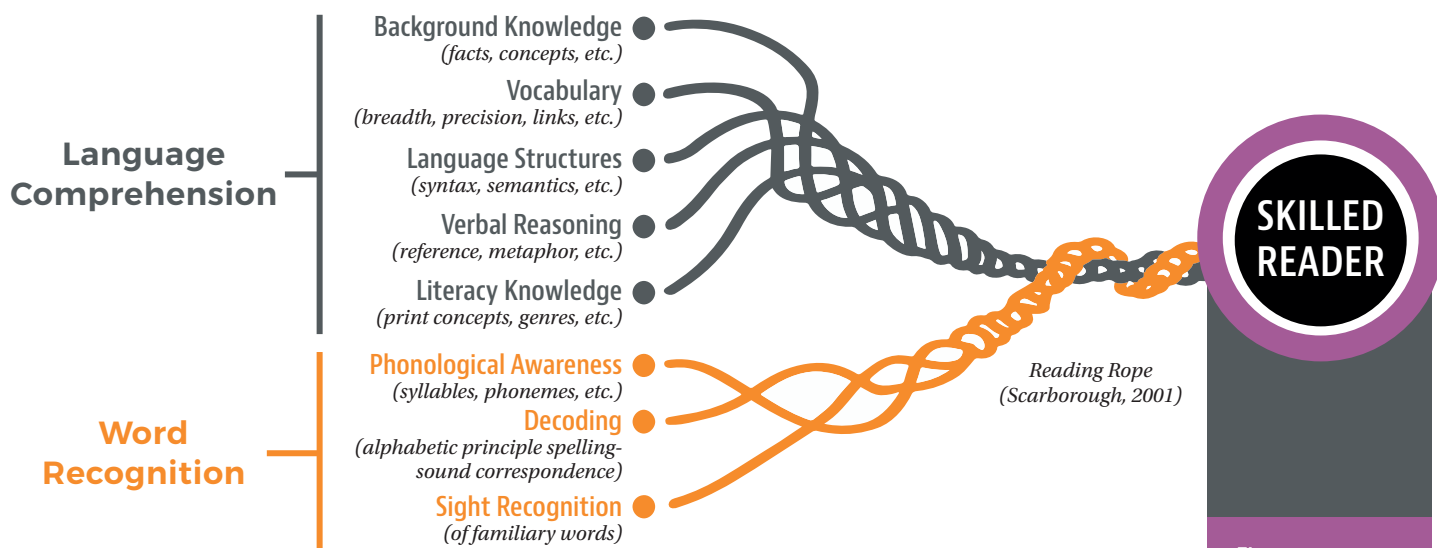 Background Knowledge
(facts, concepts, etc.)
Vocabulary
(breadth, precision, links, etc.)
Language Structures
(syntax, semantics, etc.)
Verbal Reasoning
(reference, metaphor, etc.)
Literacy Knowledge
(print concepts, genres, etc.)
Language
Comprehension
Phonological Awareness
(syllables, phonemes, etc.)
Decoding
(alphabetic principle spelling-
sound correspondence)
Sight Recognition
(of familiary words)
Word
Recognition
Reading Rope
(Scarborough, 2001)
SKILLED
READER